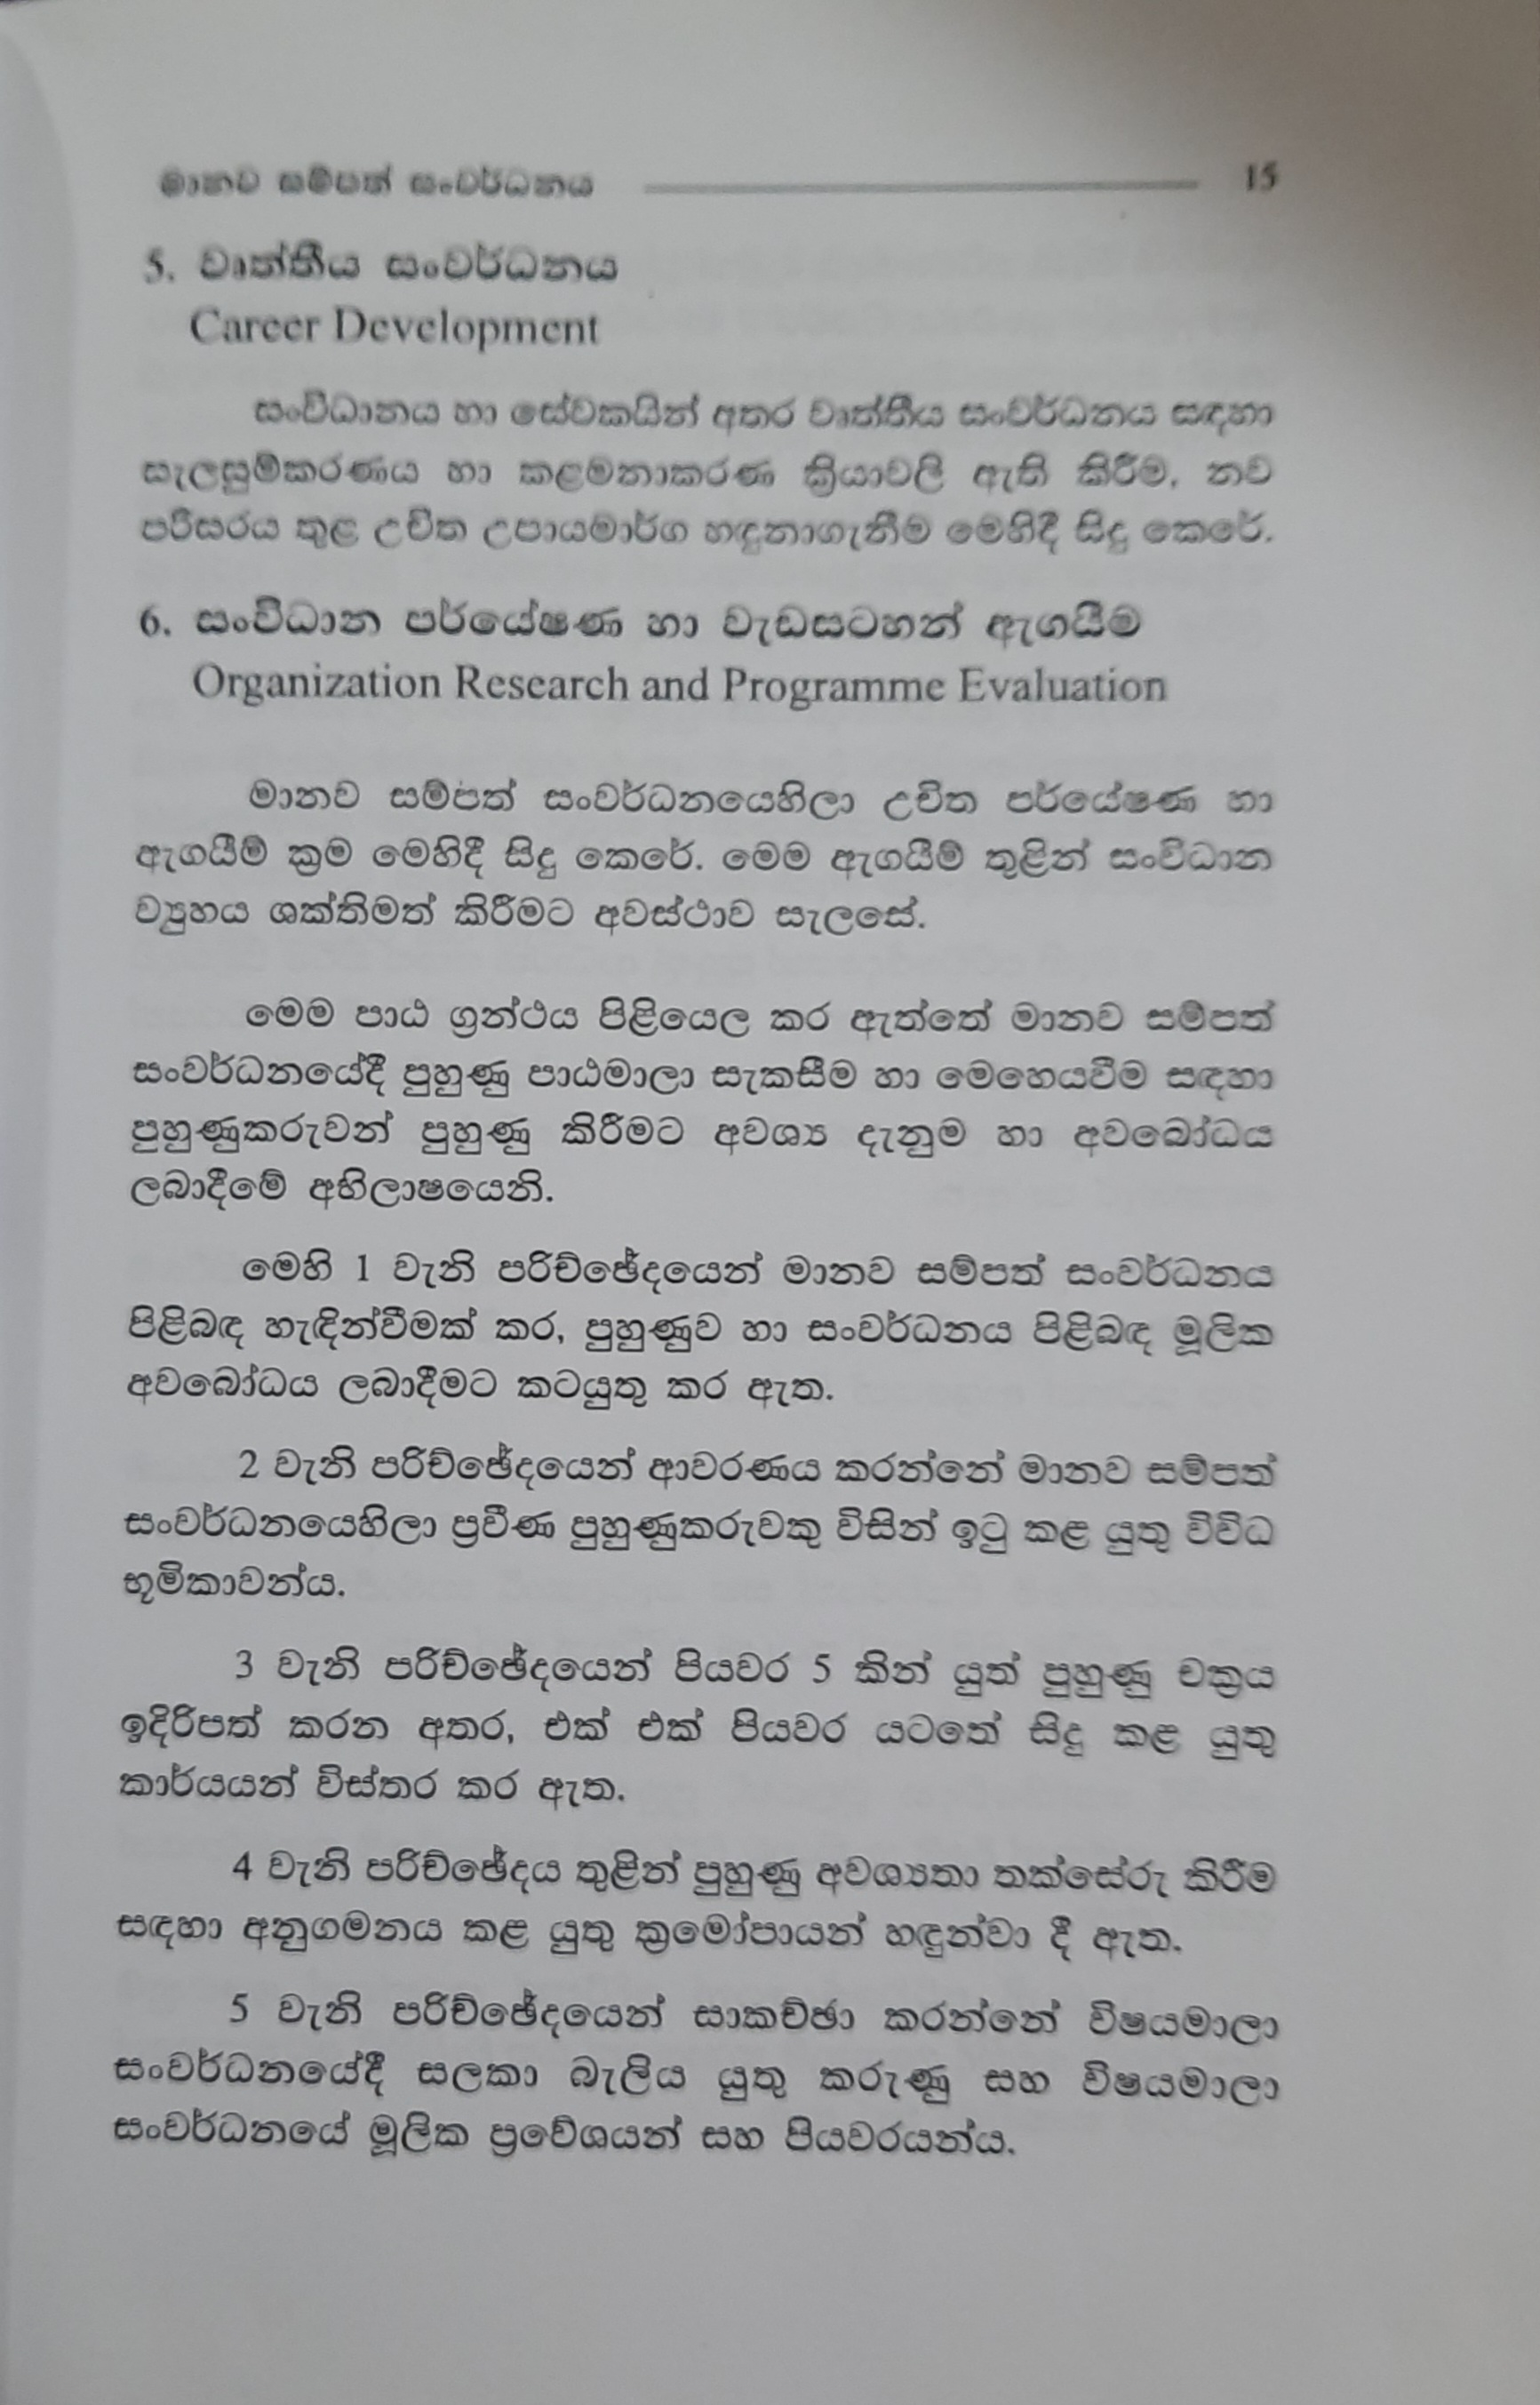 මානව සම්පත් සංවර්ධනය 15
5. වෘත්තීය සංවර්ධනය
Career Development
සංවිධානය හා සේවකයින් අතර වෘත්තීය සංවර්ධනය සඳහා
සැලසුම්කරණය හා කළමනාකරණ ක්‍රියාවලි ඇති කිරීම, නව
පරිසරය තුළ උචිත උපායමාර්ග හඳුනාගැනීම මෙහිදී සිදු කෙරේ.
6. සංවිධාන පර්යේෂණ හා වැඩසටහන් ඇගයීම
Organization Research and Programme Evaluation
මානව සම්පත් සංවර්ධනයෙහිලා උචිත පර්යේෂණ හා
ඇගයීම් ක්‍රම මෙහිදී සිදු කෙරේ. මෙම ඇගයීම් තුළින් සංවිධාන
ව්‍යුහය ශක්තිමත් කිරීමට අවස්ථාව සැලසේ.
මෙම පාඨ ග්‍රන්ථය පිළියෙල කර ඇත්තේ මානව සම්පත්
සංවර්ධනයේදී පුහුණු පාඨමාලා සැකසීම හා මෙහෙයවීම සඳහා
පුහුණුකරුවන් පුහුණු කිරීමට අවශ්‍ය දැනුම හා අවබෝධය
ලබාදීමේ අභිලාෂයෙනි.
මෙහි 1 වැනි පරිච්ඡේදයෙන් මානව සම්පත් සංවර්ධනය
පිළිබඳ හැඳින්වීමක් කර, පුහුණුව හා සංවර්ධනය පිළිබඳ මූලික
අවබෝධය ලබාදීමට කටයුතු කර ඇත.
2 වැනි පරිච්ඡේදයෙන් ආවරණය කරන්නේ මානව සම්පත්
සංවර්ධනයෙහිලා ප්‍රවීණ පුහුණුකරුවකු විසින් ඉටු කළ යුතු විවිධ
භූමිකාවන්ය.
3 වැනි පරිච්ඡේදයෙන් පියවර 5 කින් යුත් පුහුණු චක්‍රය
ඉදිරිපත් කරන අතර, එක් එක් පියවර යටතේ සිදු කළ යුතු
කාර්යයන් විස්තර කර ඇත.
4 වැනි පරිච්ඡේදය තුළින් පුහුණු අවශ්‍යතා තක්සේරු කිරීම
සඳහා අනුගමනය කළ යුතු ක්‍රමෝපායන් හඳුන්වා දී ඇත.
5 වැනි පරිච්ඡේදයෙන් සාකච්ඡා කරන්නේ විෂයමාලා
සංවර්ධනයේදී සලකා බැලිය යුතු කරුණු සහ විෂයමාලා
සංවර්ධනයේ මූලික ප්‍රවේශයන් සහ පියවරයන්ය.